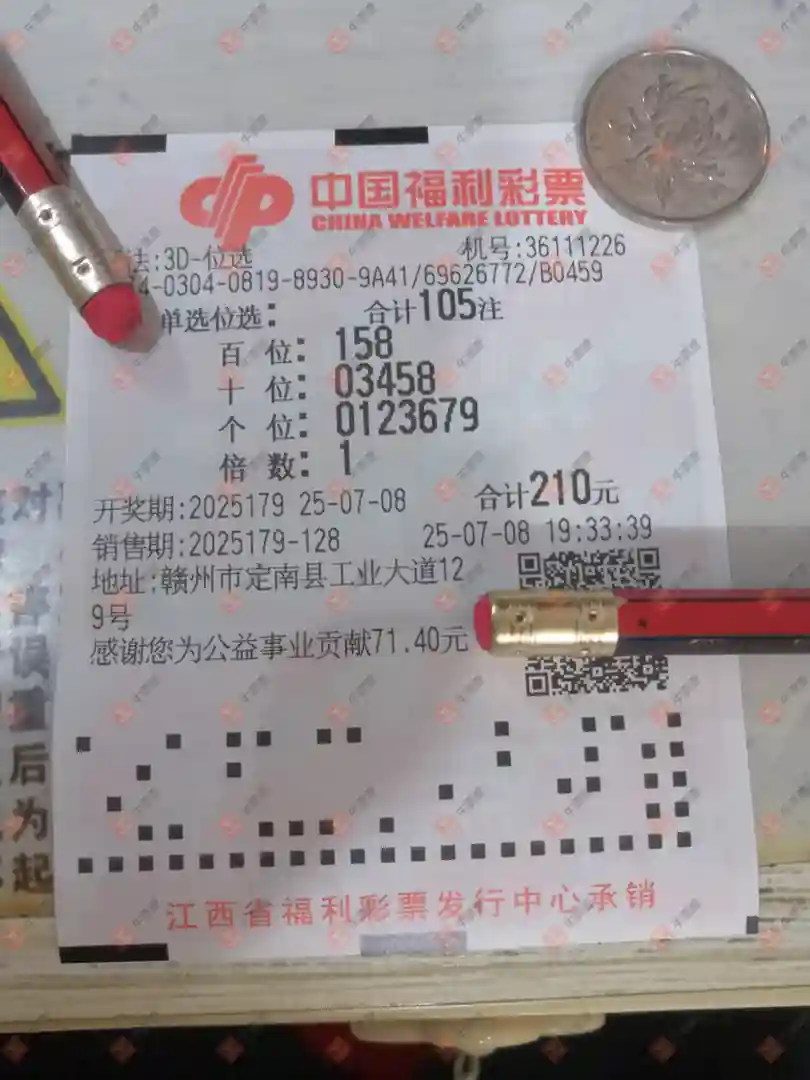 中国福利彩票
CHINA WELFARE LOTTERY
法:3D-位选 机号:36111226
4-0304-0819-8930-9A41/69626772/B0459
单选位选: 合计105注
百 位: 158
十 位: 03458
个 位: 0123679
倍 数: 1
开奖期:2025179 25-07-08 合计210元
销售期:2025179-128 25-07-08 19:33:39
地址:赣州市定南县工业大道12
9号
感谢您为公益事业贡献71.40元
江西省福利彩票发行中心承销
对
误
后
为
起